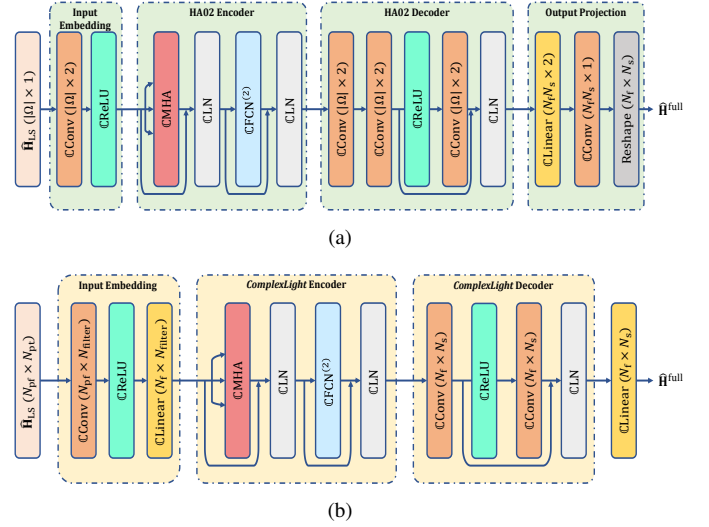 Input
Embedding
HA02 Encoder
HA02 Decoder
Output Projection
Ĥ_LS (|Ω| × 1)
ℂConv (|Ω| × 2)
ℂReLU
ℂMHA
ℂLN
ℂFCN⁽²⁾
ℂLN
ℂConv (|Ω| × 2)
ℂConv (|Ω| × 2)
ℂReLU
ℂConv (|Ω| × 2)
ℂLN
ℂLinear (N_f N_s × 2)
ℂConv (N_f N_s × 1)
Reshape (N_f × N_s)
Ĥ^full
(a)
Input Embedding
ComplexLight Encoder
ComplexLight Decoder
Ĥ_LS (N_pf × N_pt)
ℂConv (N_pf × N_filter)
ℂReLU
ℂLinear (N_f × N_filter)
ℂMHA
ℂLN
ℂFCN⁽²⁾
ℂLN
ℂConv (N_f × N_s)
ℂReLU
ℂConv (N_f × N_s)
ℂLN
ℂLinear (N_f × N_s)
Ĥ^full
(b)